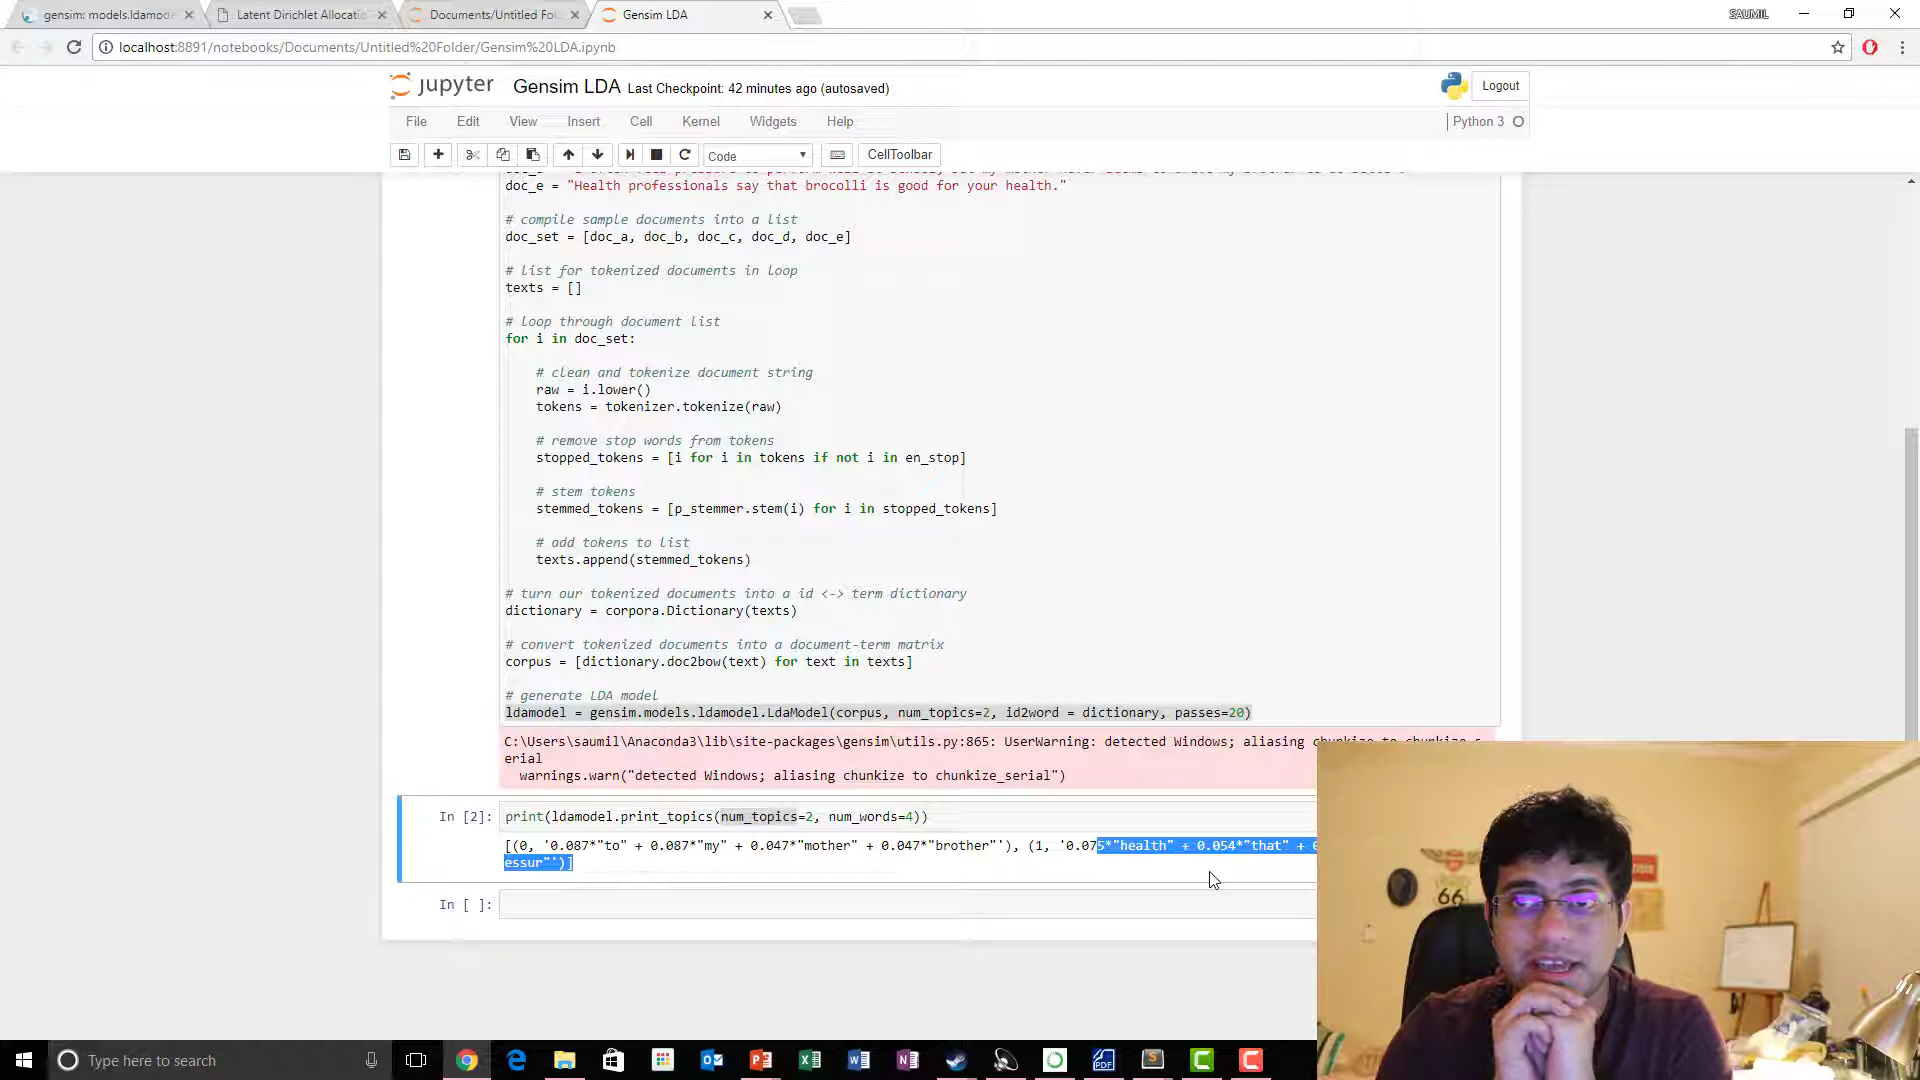 gensim: models.ldamode
Latent Dirichlet Allocatio
Documents/Untitled Fo
Gensim LDA
SAUMIL
localhost:8891/notebooks/Documents/Untitled%20Folder/Gensim%20LDA.ipynb
jupyter
Gensim LDA Last Checkpoint: 42 minutes ago (autosaved)
Logout
File Edit View Insert Cell Kernel Widgets Help
Python 3
Code
CellToolbar
doc_e = "Health professionals say that brocolli is good for your health."
# compile sample documents into a list
doc_set = [doc_a, doc_b, doc_c, doc_d, doc_e]
# list for tokenized documents in loop
texts = []
# loop through document list
for i in doc_set:
# clean and tokenize document string
raw = i.lower()
tokens = tokenizer.tokenize(raw)
# remove stop words from tokens
stopped_tokens = [i for i in tokens if not i in en_stop]
# stem tokens
stemmed_tokens = [p_stemmer.stem(i) for i in stopped_tokens]
# add tokens to list
texts.append(stemmed_tokens)
# turn our tokenized documents into a id <-> term dictionary
dictionary = corpora.Dictionary(texts)
# convert tokenized documents into a document-term matrix
corpus = [dictionary.doc2bow(text) for text in texts]
# generate LDA model
ldamodel = gensim.models.ldamodel.LdaModel(corpus, num_topics=2, id2word = dictionary, passes=20)
C:\Users\saumil\Anaconda3\lib\site-packages\gensim\utils.py:865: UserWarning: detected Windows; aliasing chunkize to chunkize_s
erial
warnings.warn("detected Windows; aliasing chunkize to chunkize_serial")
In [2]: print(ldamodel.print_topics(num_topics=2, num_words=4))
[(0, '0.087*"to" + 0.087*"my" + 0.047*"mother" + 0.047*"brother"'), (1, '0.075*"health" + 0.054*"that" +
essur"')]
In [ ]:
66
Type here to search